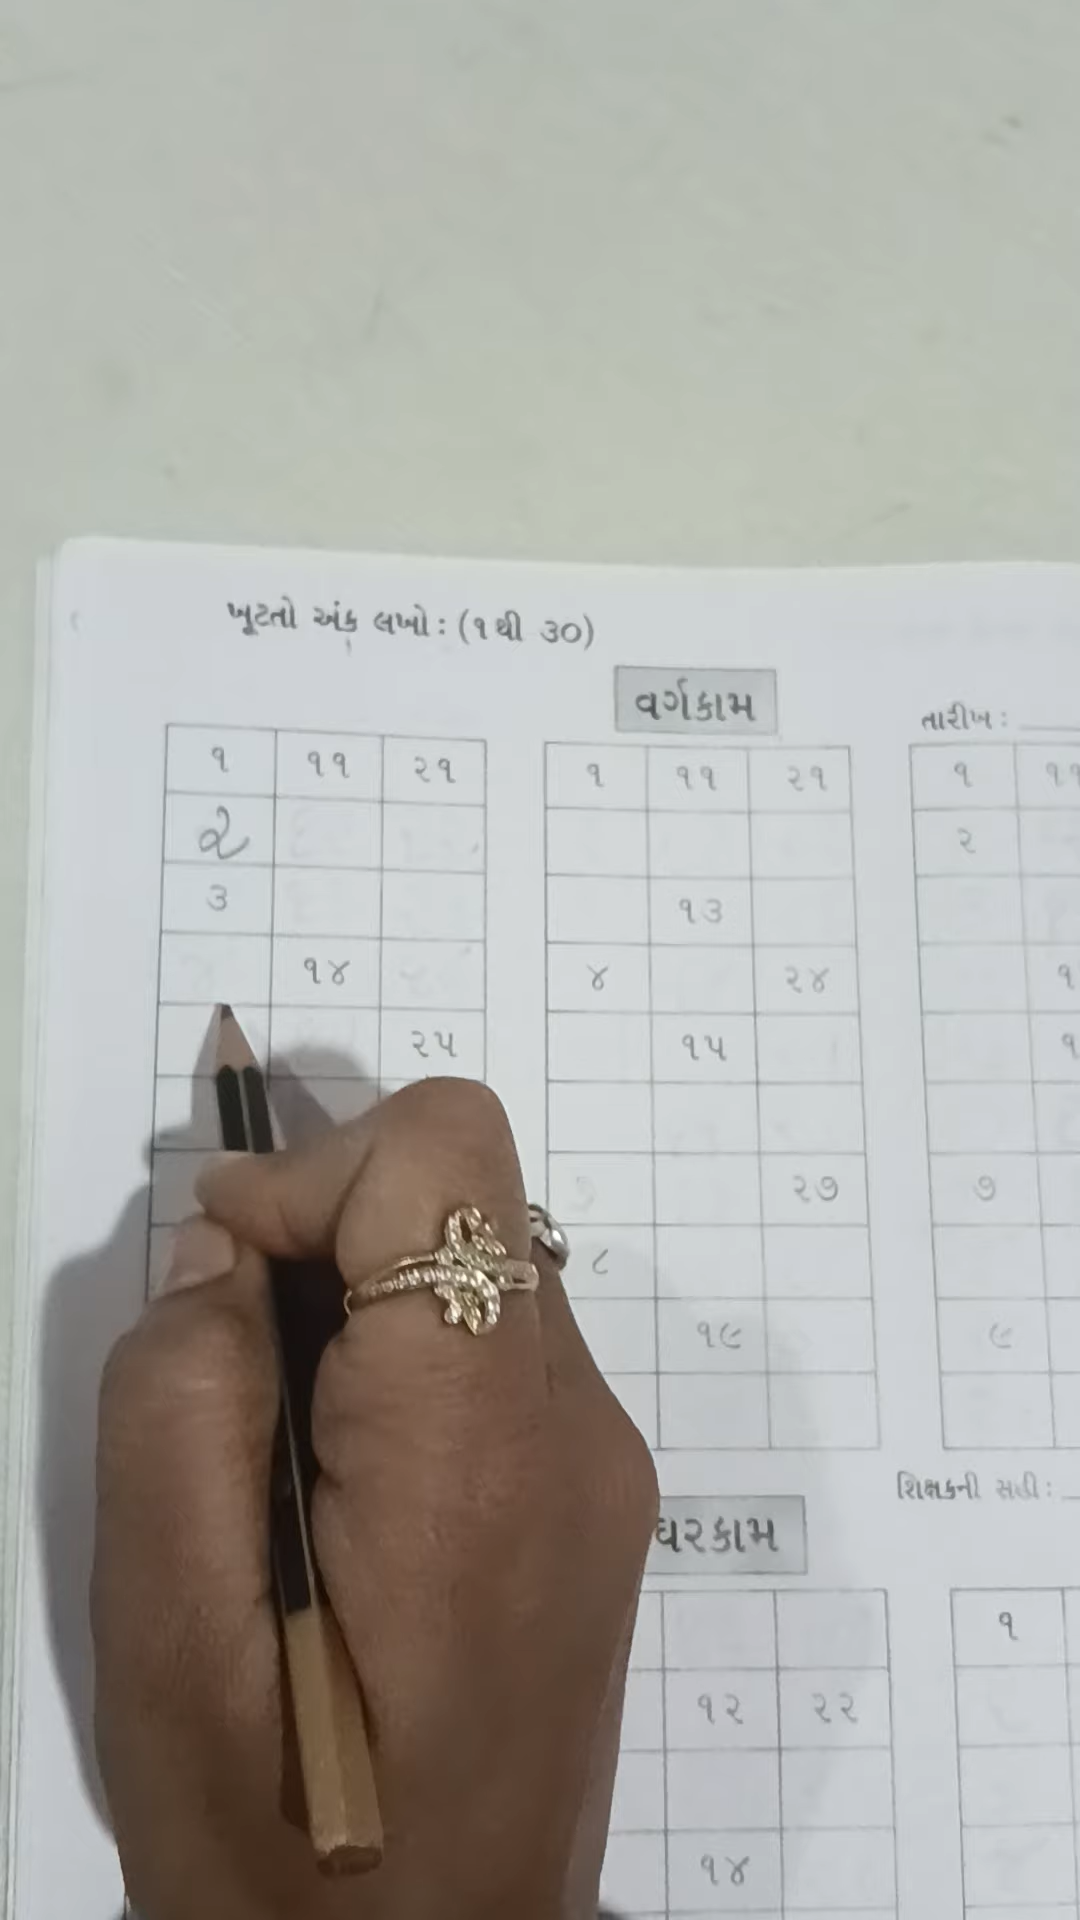 ખૂટતો અંક લખો: (૧થી ૩૦)
વર્ગકામ
તારીખ:
૧ ૧૧ ૨૧
૨
૩
૧૪
૨૫
૧ ૧૧ ૨૧
૧૩
૪ ૨૪
૧૫
૨૭
૮
૧૯
૧ ૧૧
૨
૭
૯
શિક્ષકની સહી:
ઘરકામ
૧૨ ૨૨
૧૪
૧